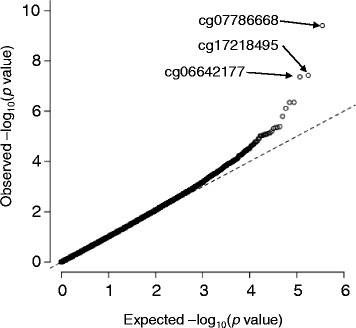 10
8
6
4
2
0
Observed –log10(p value)
cg07786668
cg17218495
cg06642177
0 1 2 3 4 5 6
Expected –log10(p value)